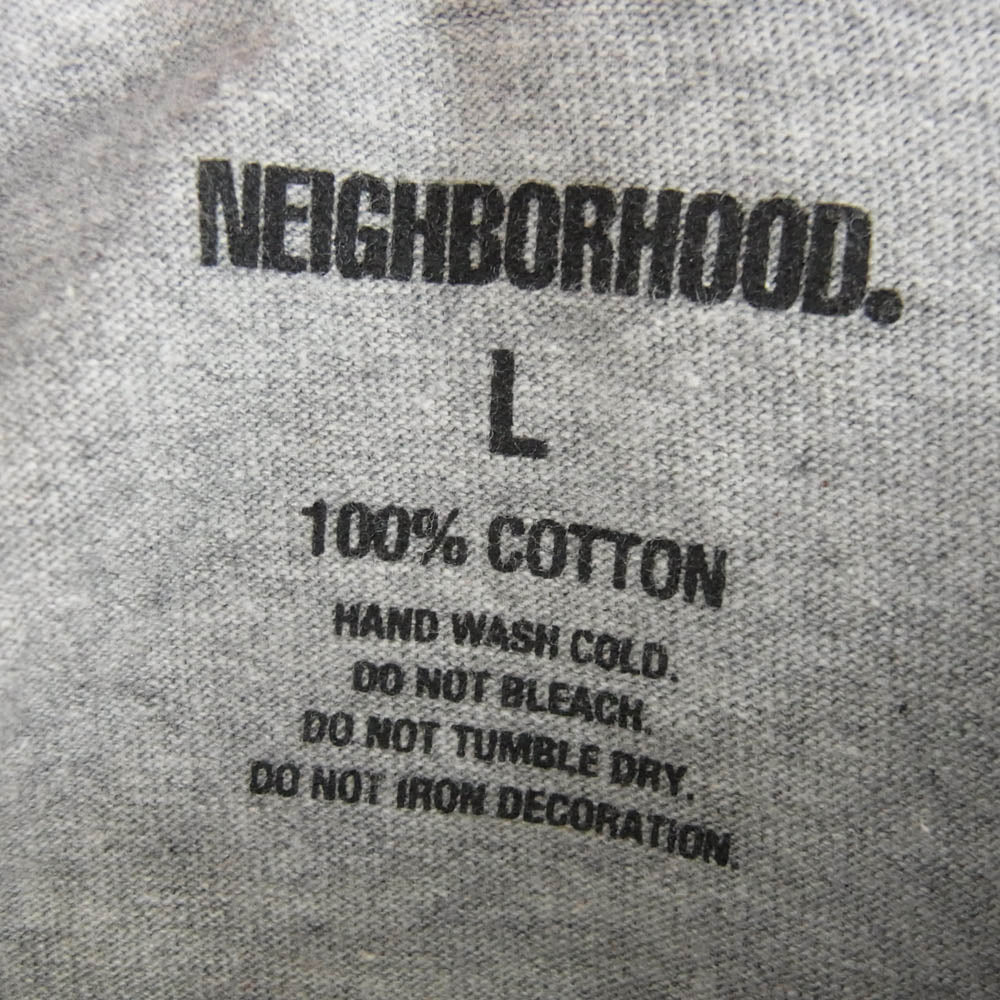 NEIGHBORHOOD.
L
100% COTTON
HAND WASH COLD.
DO NOT BLEACH.
DO NOT TUMBLE DRY.
DO NOT IRON DECORATION.